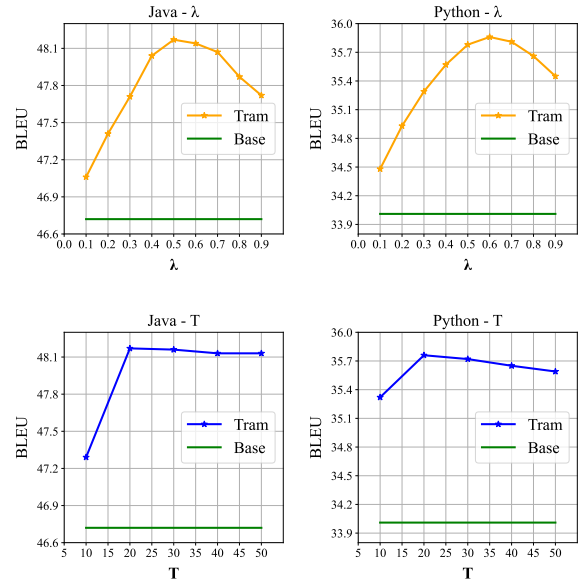 Java - λ
48.1
47.8
47.5
47.2
46.9
46.6
BLEU
Tram
Base
0.0 0.1 0.2 0.3 0.4 0.5 0.6 0.7 0.8 0.9
λ
Python - λ
36.0
35.7
35.4
35.1
34.8
34.5
34.2
33.9
BLEU
Tram
Base
0.0 0.1 0.2 0.3 0.4 0.5 0.6 0.7 0.8 0.9
λ
Java - T
48.1
47.8
47.5
47.2
46.9
46.6
BLEU
Tram
Base
5 10 15 20 25 30 35 40 45 50
T
Python - T
36.0
35.7
35.4
35.1
34.8
34.5
34.2
33.9
BLEU
Tram
Base
5 10 15 20 25 30 35 40 45 50
T